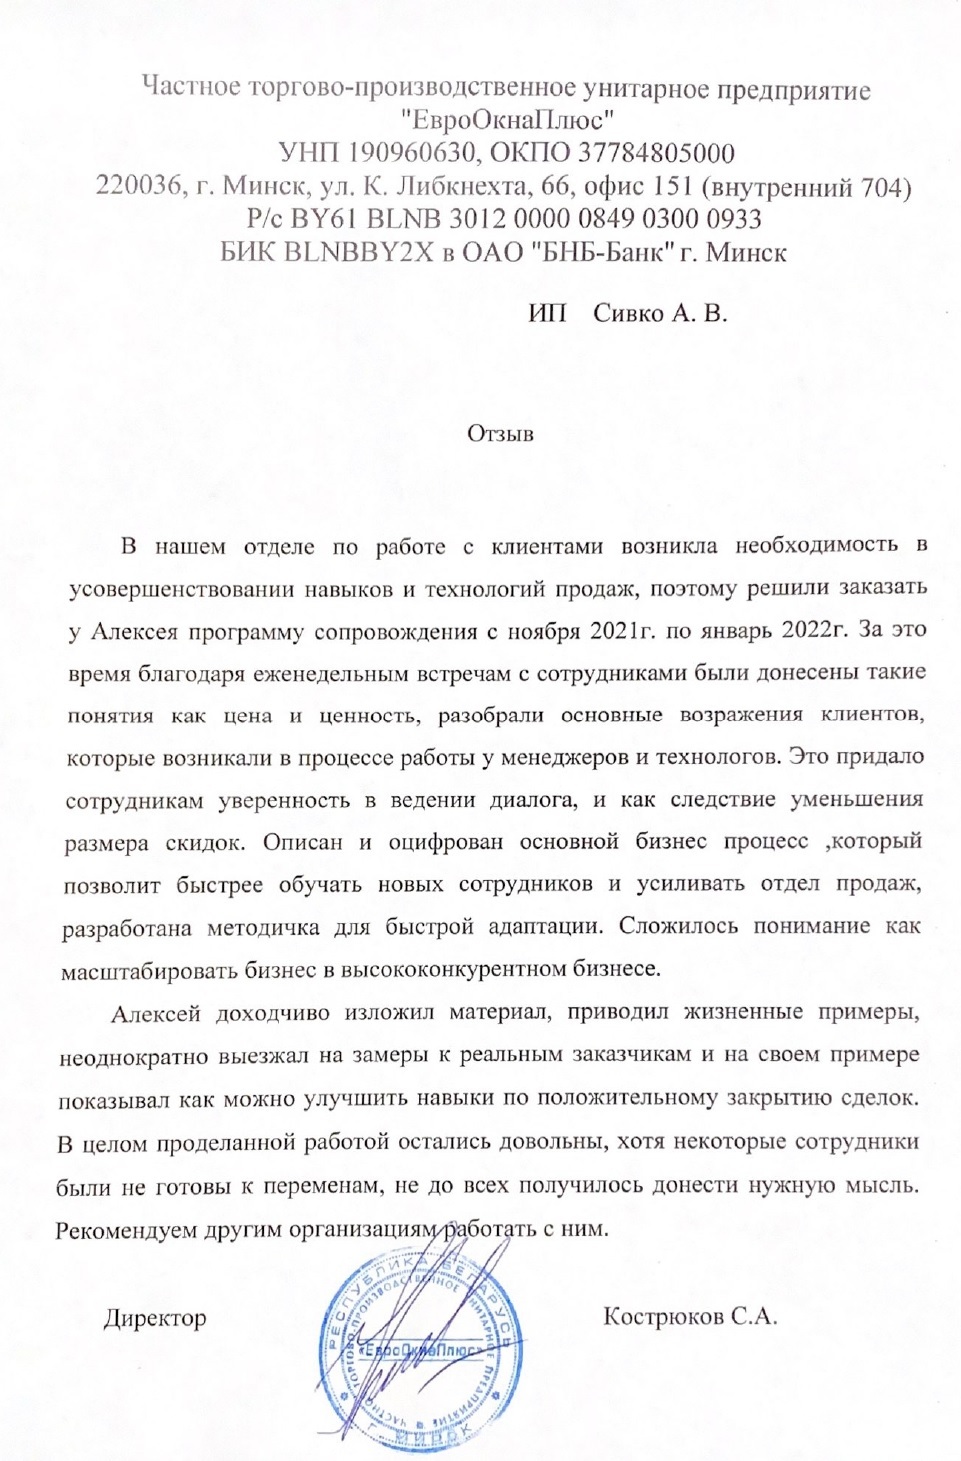 Частное торгово-производственное унитарное предприятие
"ЕвроОкнаПлюс"
УНП 190960630, ОКПО 37784805000
220036, г. Минск, ул. К. Либкнехта, 66, офис 151 (внутренний 704)
Р/с BY61 BLNB 3012 0000 0849 0300 0933
БИК BLNBBY2X в ОАО "БНБ-Банк" г. Минск
ИП Сивко А. В.
Отзыв
В нашем отделе по работе с клиентами возникла необходимость в
усовершенствовании навыков и технологий продаж, поэтому решили заказать
у Алексея программу сопровождения с ноября 2021г. по январь 2022г. За это
время благодаря еженедельным встречам с сотрудниками были донесены такие
понятия как цена и ценность, разобрали основные возражения клиентов,
которые возникали в процессе работы у менеджеров и технологов. Это придало
сотрудникам уверенность в ведении диалога, и как следствие уменьшения
размера скидок. Описан и оцифрован основной бизнес процесс ,который
позволит быстрее обучать новых сотрудников и усиливать отдел продаж,
разработана методичка для быстрой адаптации. Сложилось понимание как
масштабировать бизнес в высококонкурентном бизнесе.
Алексей доходчиво изложил материал, приводил жизненные примеры,
неоднократно выезжал на замеры к реальным заказчикам и на своем примере
показывал как можно улучшить навыки по положительному закрытию сделок.
В целом проделанной работой остались довольны, хотя некоторые сотрудники
были не готовы к переменам, не до всех получилось донести нужную мысль.
Рекомендуем другим организациям работать с ним.
Директор
Кострюков С.А.
РЕСПУБЛИКА БЕЛАРУСЬ
ЧАСТНОЕ ТОРГОВО-ПРОИЗВОДСТВЕННОЕ УНИТАРНОЕ ПРЕДПРИЯТИЕ
«ЕвроОкнаПлюс»
Г. МИНСК